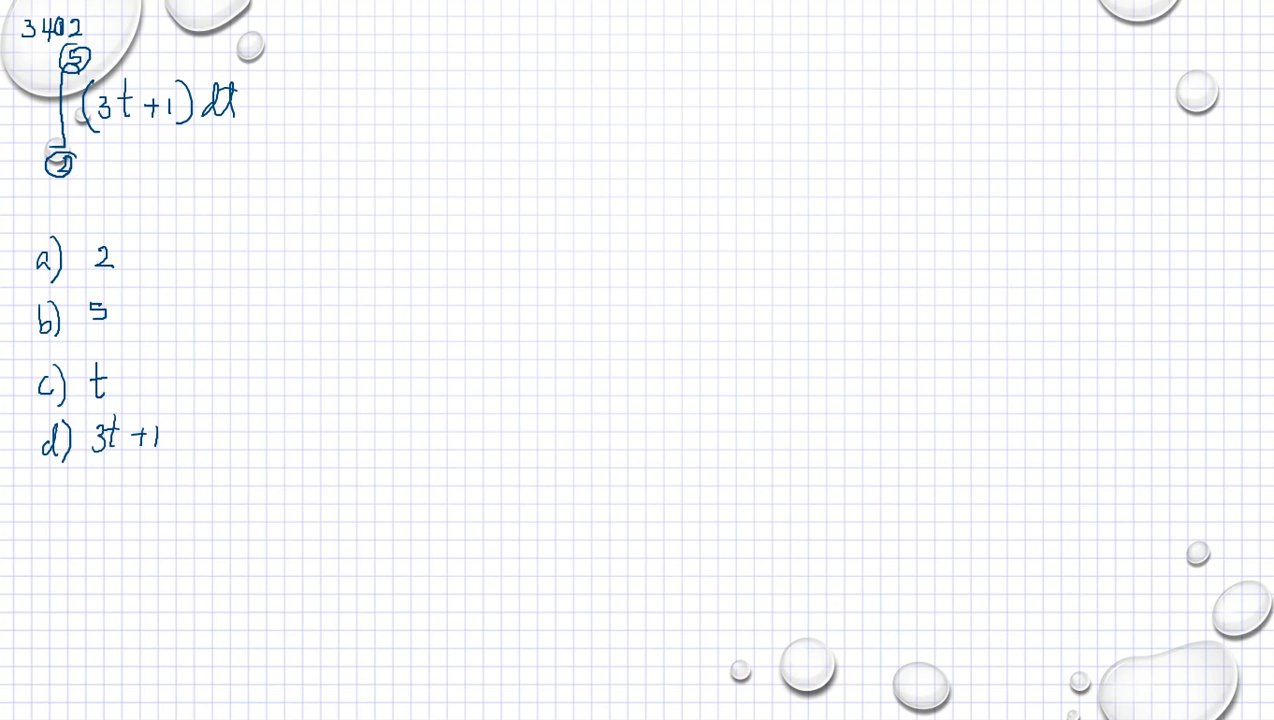 3402
5
∫ (3t +1) dt
2
a) 2
b) 5
c) t
d) 3t +1